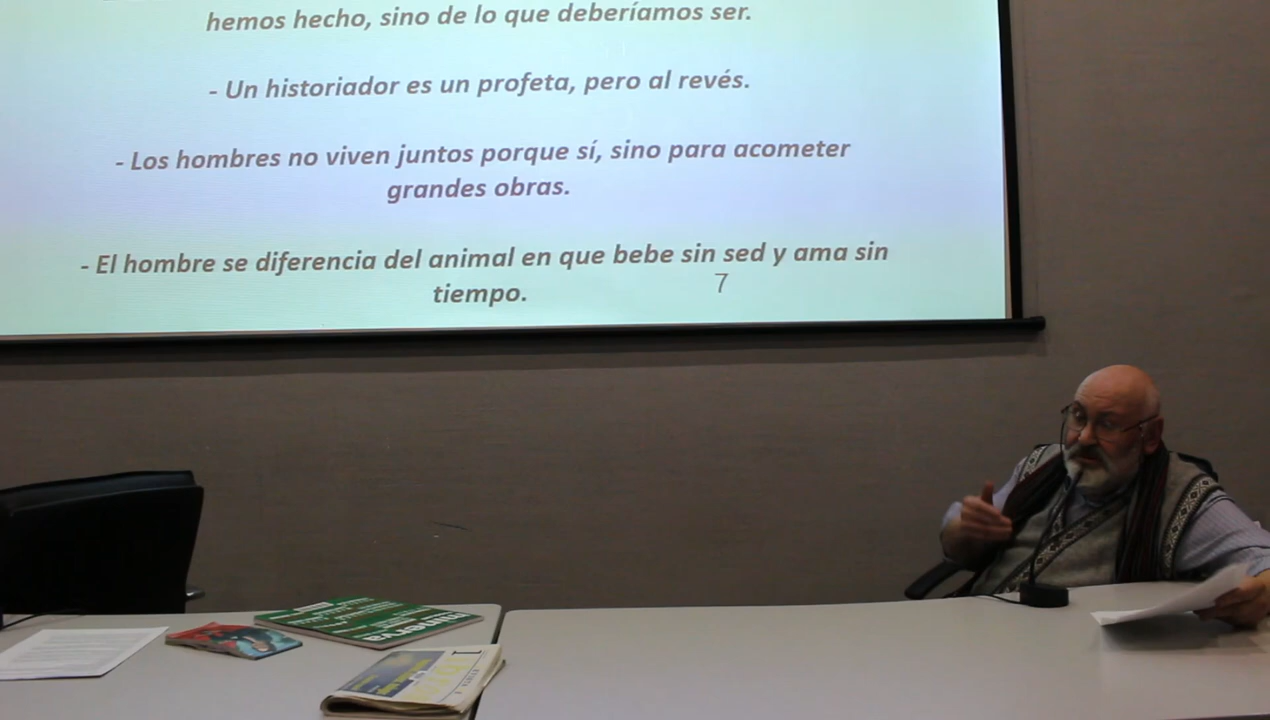 hemos hecho, sino de lo que deberíamos ser.
- Un historiador es un profeta, pero al revés.
- Los hombres no viven juntos porque sí, sino para acometer
grandes obras.
- El hombre se diferencia del animal en que bebe sin sed y ama sin
tiempo.
7
minerva